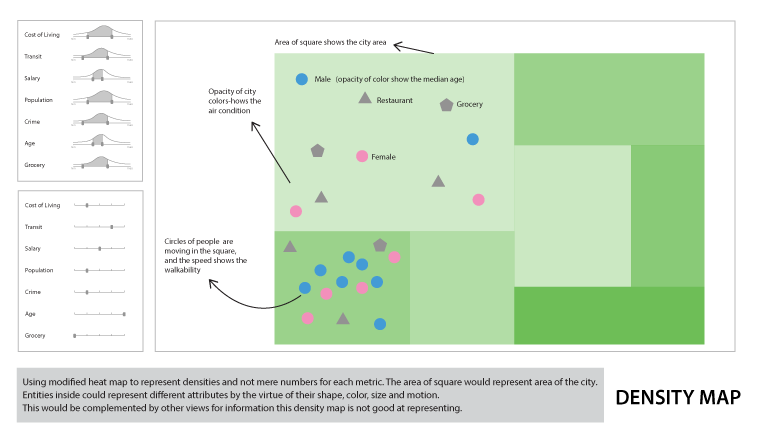 Cost of Living
Transit
Salary
Population
Crime
Age
Grocery
Cost of Living
Transit
Salary
Population
Crime
Age
Grocery
Area of square shows the city area
Male (opacity of color show the median age)
Restaurant
Grocery
Female
Opacity of city
colors-hows the
air condition
Circles of people are
moving in the square,
and the speed shows the
walkability
Using modified heat map to represent densities and not mere numbers for each metric. The area of square would represent area of the city.
Entities inside could represent different attributes by the virtue of their shape, color, size and motion.
This would be complemented by other views for information this density map is not good at representing.
DENSITY MAP